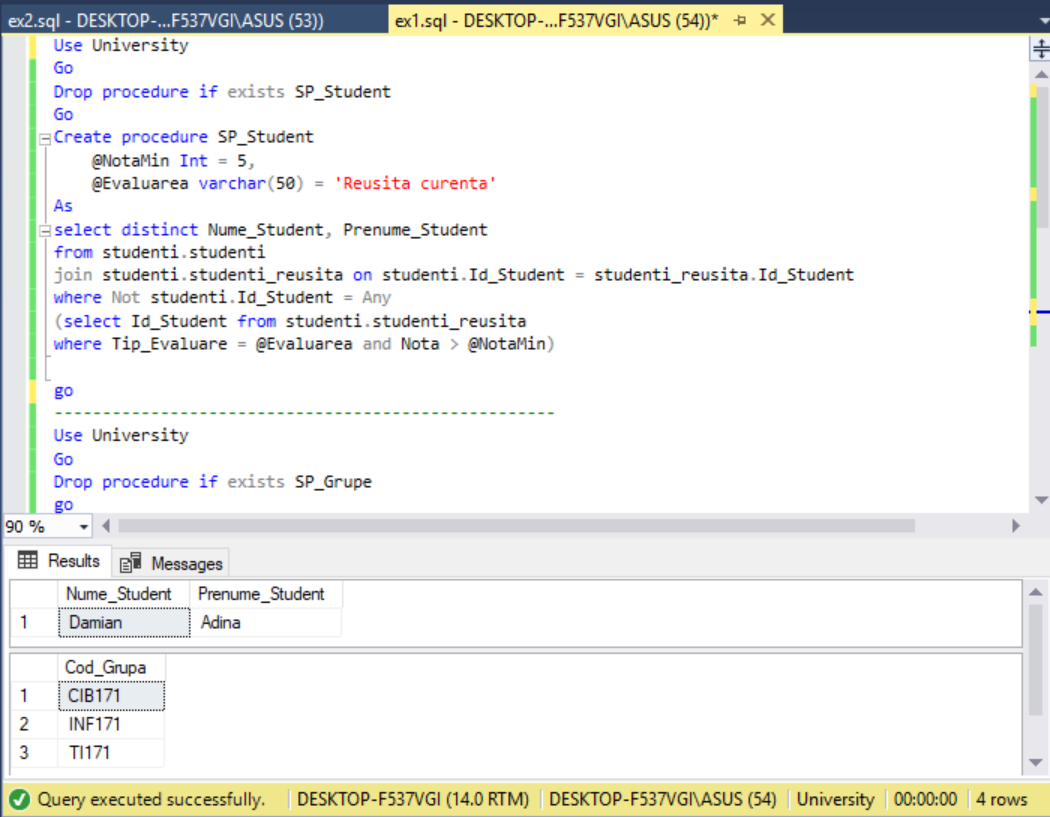 ex2.sql - DESKTOP-...F537VGI\ASUS (53)) ex1.sql - DESKTOP-...F537VGI\ASUS (54))*
Use University
Go
Drop procedure if exists SP_Student
Go
Create procedure SP_Student
@NotaMin Int = 5,
@Evaluarea varchar(50) = 'Reusita curenta'
As
select distinct Nume_Student, Prenume_Student
from studenti.studenti
join studenti.studenti_reusita on studenti.Id_Student = studenti_reusita.Id_Student
where Not studenti.Id_Student = Any
(select Id_Student from studenti.studenti_reusita
where Tip_Evaluare = @Evaluarea and Nota > @NotaMin)
go
----------------------------------------------------
Use University
Go
Drop procedure if exists SP_Grupe
go
90 %
Results Messages
Nume_Student Prenume_Student
1 Damian Adina
Cod_Grupa
1 CIB171
2 INF171
3 TI171
Query executed successfully. DESKTOP-F537VGI (14.0 RTM) DESKTOP-F537VGI\ASUS (54) University 00:00:00 4 rows